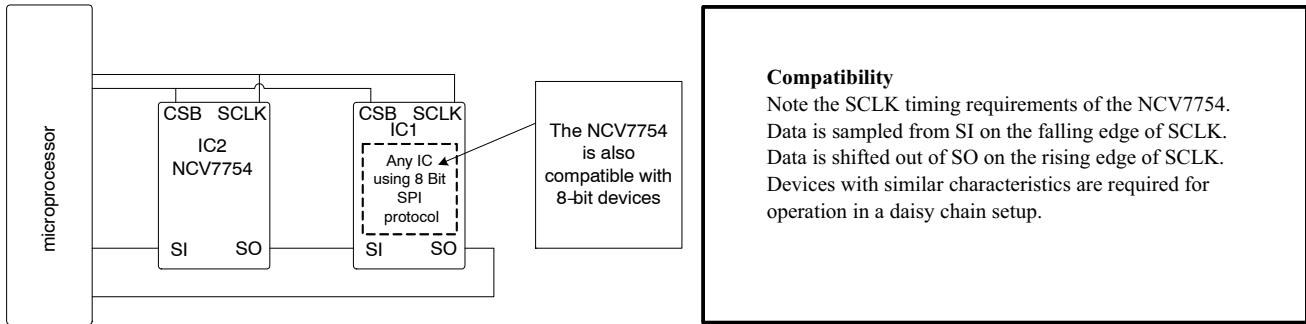 microprocessor
CSB SCLK
IC2
NCV7754
SI SO
CSB SCLK
IC1
Any IC
using 8 Bit
SPI
protocol
SI SO
The NCV7754
is also
compatible with
8-bit devices
Compatibility
Note the SCLK timing requirements of the NCV7754.
Data is sampled from SI on the falling edge of SCLK.
Data is shifted out of SO on the rising edge of SCLK.
Devices with similar characteristics are required for
operation in a daisy chain setup.